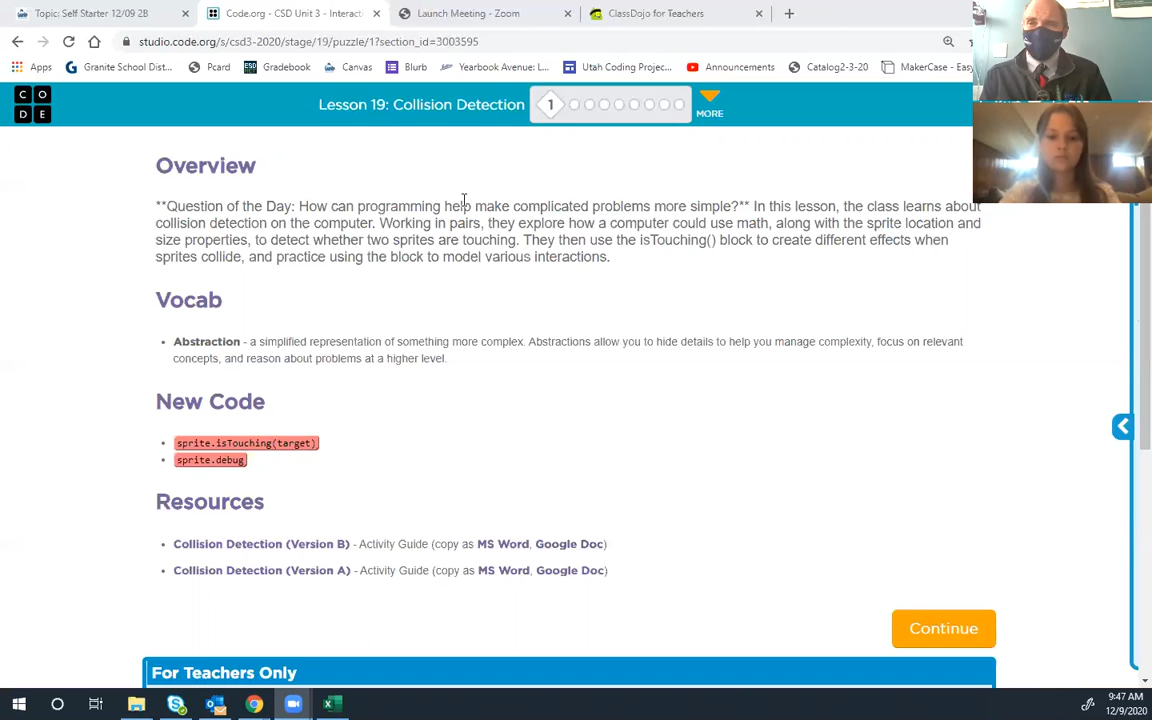 Topic: Self Starter 12/09 2B
Code.org - CSD Unit 3 - Interact
Launch Meeting - Zoom
ClassDojo for Teachers
studio.code.org/s/csd3-2020/stage/19/puzzle/1?section_id=3003595
Apps
Granite School Dist...
Pcard
Gradebook
Canvas
Blurb
Yearbook Avenue: L...
Utah Coding Projec...
Announcements
Catalog2-3-20
MakerCase - Easy
C O
D E
Lesson 19: Collision Detection
1
MORE
Overview
**Question of the Day: How can programming help make complicated problems more simple?** In this lesson, the class learns about
collision detection on the computer. Working in pairs, they explore how a computer could use math, along with the sprite location and
size properties, to detect whether two sprites are touching. They then use the isTouching() block to create different effects when
sprites collide, and practice using the block to model various interactions.
Vocab
• Abstraction - a simplified representation of something more complex. Abstractions allow you to hide details to help you manage complexity, focus on relevant
concepts, and reason about problems at a higher level.
New Code
• sprite.isTouching(target)
• sprite.debug
Resources
• Collision Detection (Version B) - Activity Guide (copy as MS Word, Google Doc)
• Collision Detection (Version A) - Activity Guide (copy as MS Word, Google Doc)
Continue
For Teachers Only
9:47 AM
12/9/2020